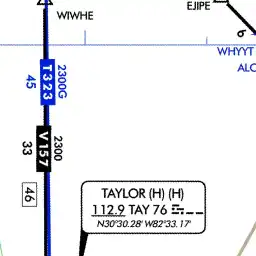 EJIPE
WIWHE
WHYYT
ALC
T323
2300G
45
V157
2300
33
46
TAYLOR (H) (H)
112.9 TAY 76
N30°30.28' W82°33.17'